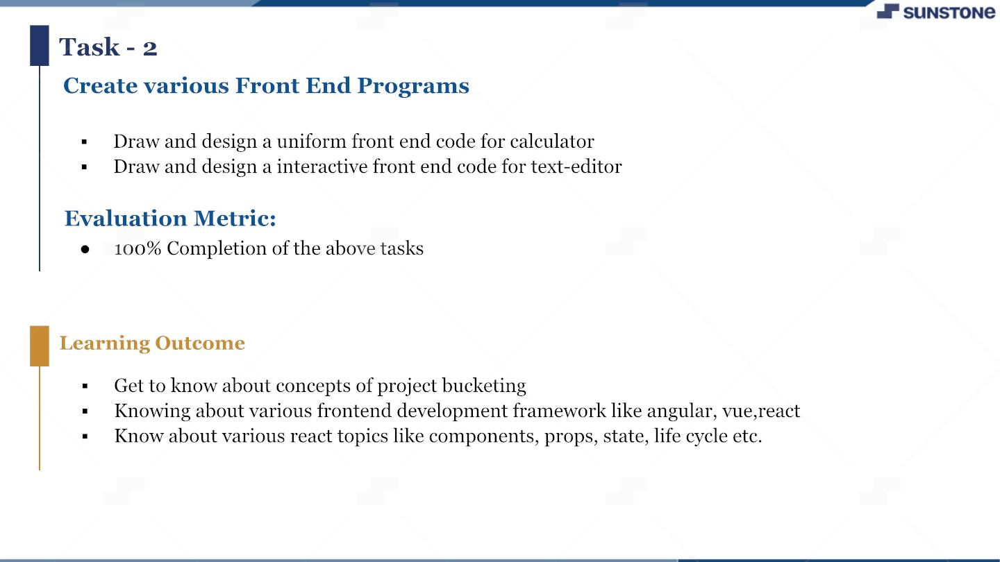 SUNSTONE
Task - 2
Create various Front End Programs
▪ Draw and design a uniform front end code for calculator
▪ Draw and design a interactive front end code for text-editor
Evaluation Metric:
● 100% Completion of the above tasks
Learning Outcome
▪ Get to know about concepts of project bucketing
▪ Knowing about various frontend development framework like angular, vue,react
▪ Know about various react topics like components, props, state, life cycle etc.